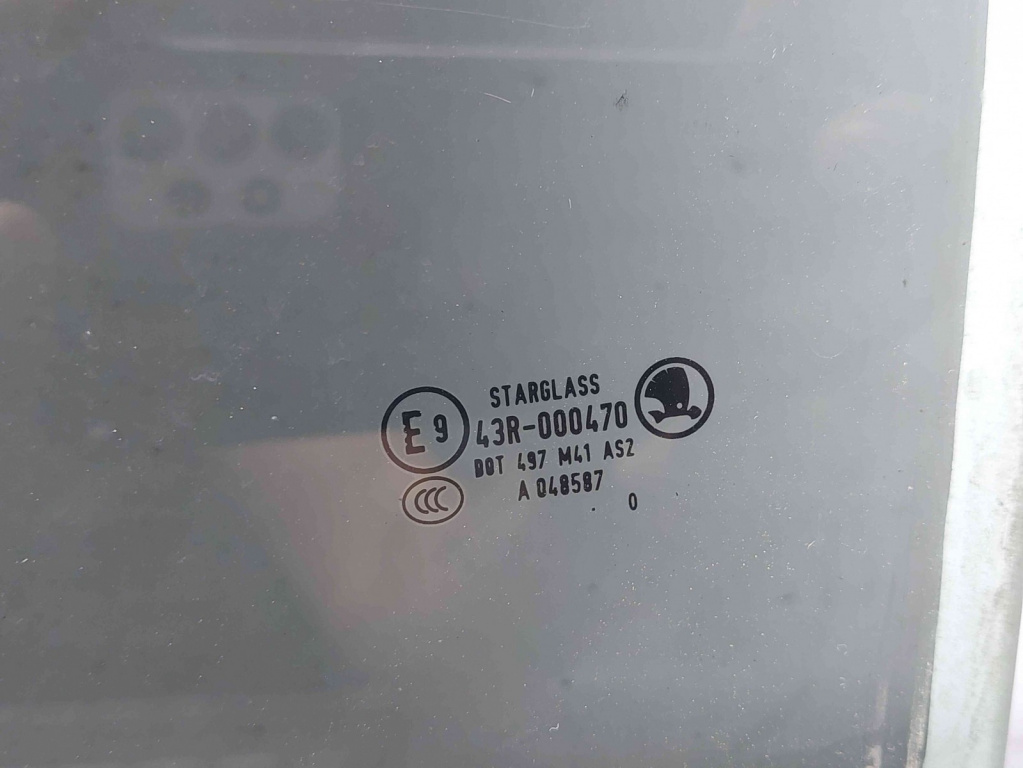 STARGLASS
E9 43R-000470
DOT 497 M41 AS2
CCC A 048587
. 0